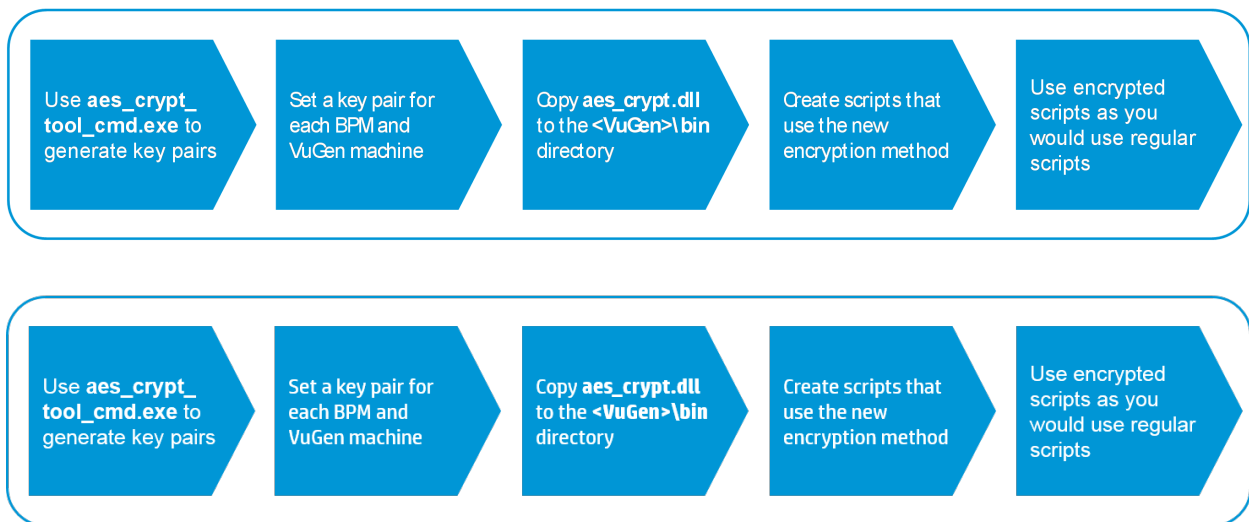 Use aes_crypt_
tool_cmd.exe to
generate key pairs
Set a key pair for
each BPM and
VuGen machine
Copy aes_crypt.dll
to the <VuGen>\bin
directory
Create scripts that
use the new
encryption method
Use encrypted
scripts as you
would use regular
scripts
Use aes_crypt_
tool_cmd.exe to
generate key pairs
Set a key pair for
each BPM and
VuGen machine
Copy aes_crypt.dll
to the <VuGen>\bin
directory
Create scripts that
use the new
encryption method
Use encrypted
scripts as you
would use regular
scripts